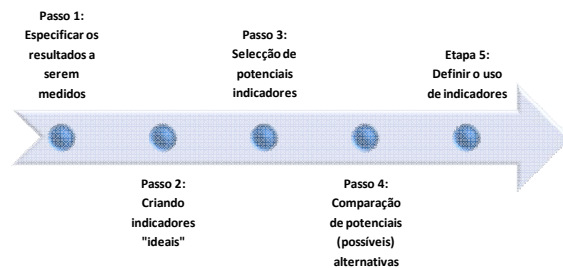 Passo 1:
Especificar os
resultados a
serem
medidos
Passo 2:
Criando
indicadores
"ideais"
Passo 3:
Selecção de
potenciais
indicadores
Passo 4:
Comparação
de potenciais
(possíveis)
alternativas
Etapa 5:
Definir o uso
de indicadores